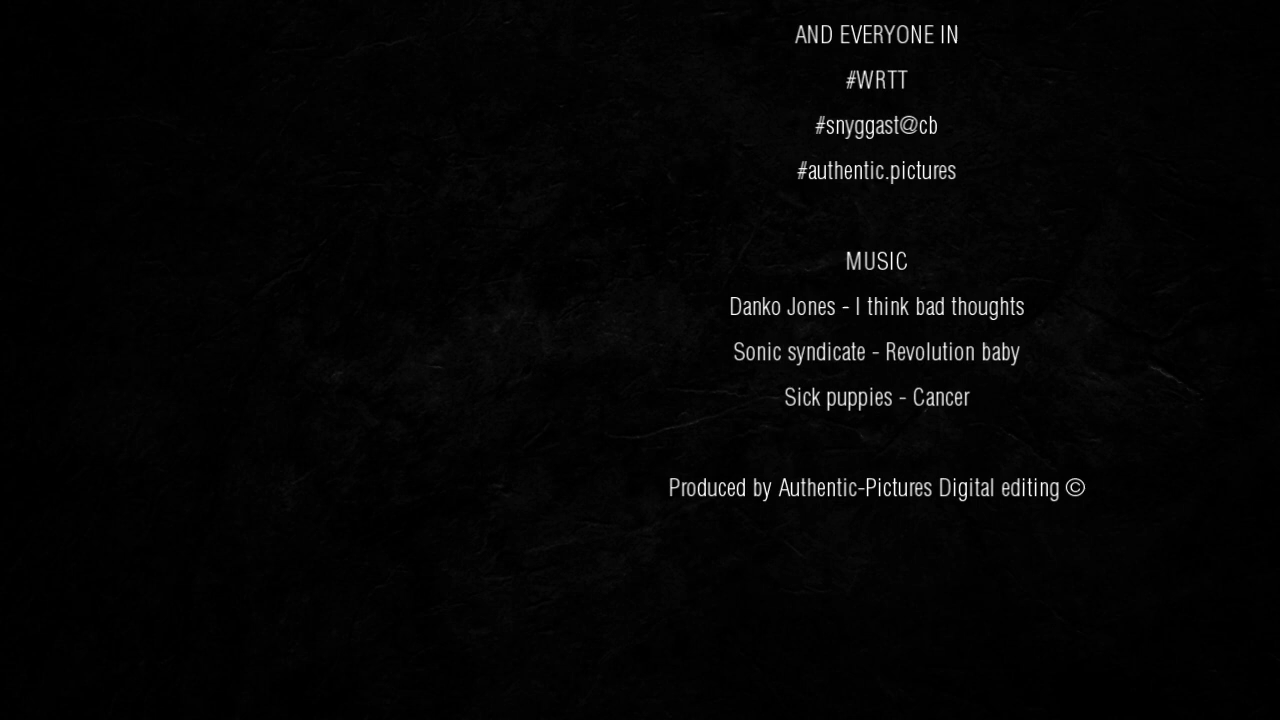 AND EVERYONE IN
#WRTT
#snyggast@cb
#authentic.pictures
MUSIC
Danko Jones - I think bad thoughts
Sonic syndicate - Revolution baby
Sick puppies - Cancer
Produced by Authentic-Pictures Digital editing ©